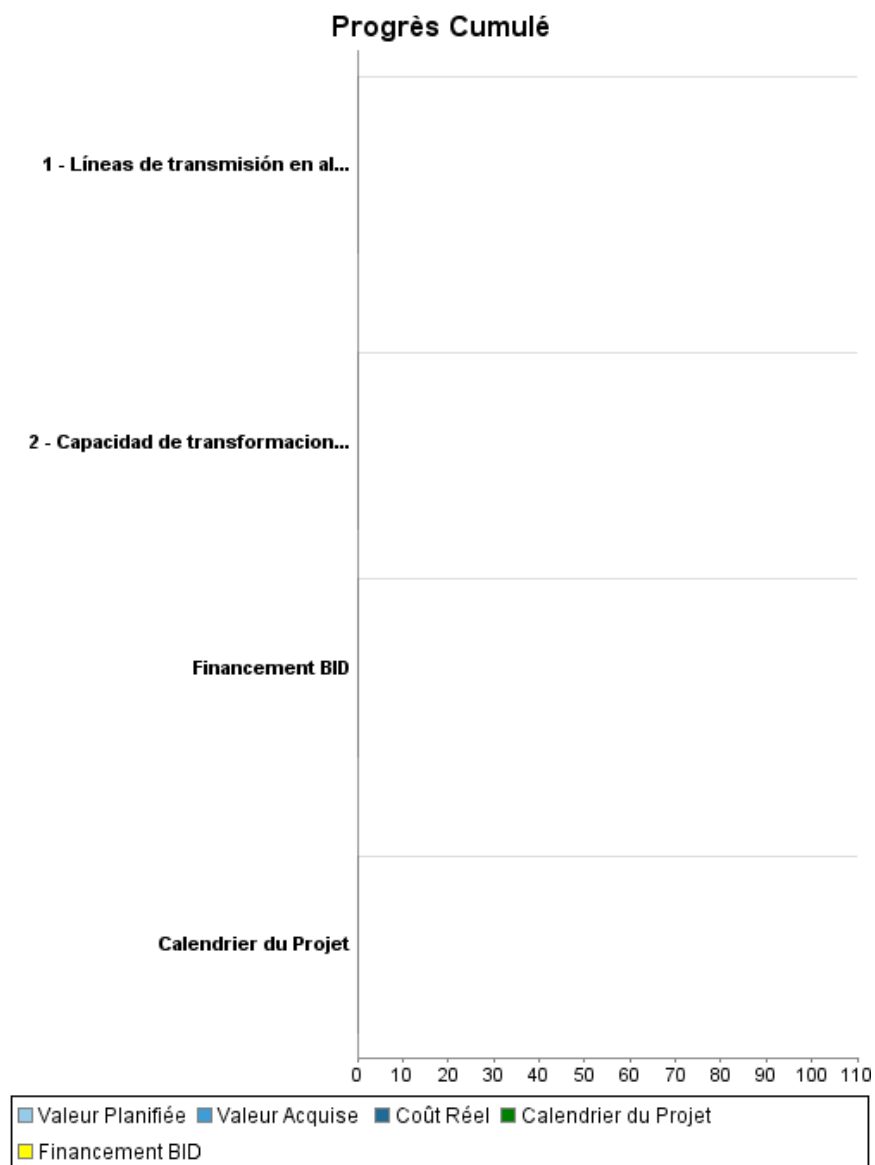 Progrès Cumulé
1 - Líneas de transmisión en al...
2 - Capacidad de transformacion...
Financement BID
Calendrier du Projet
0 10 20 30 40 50 60 70 80 90 100 110
Valeur Planifiée Valeur Acquise Coût Réel Calendrier du Projet
Financement BID